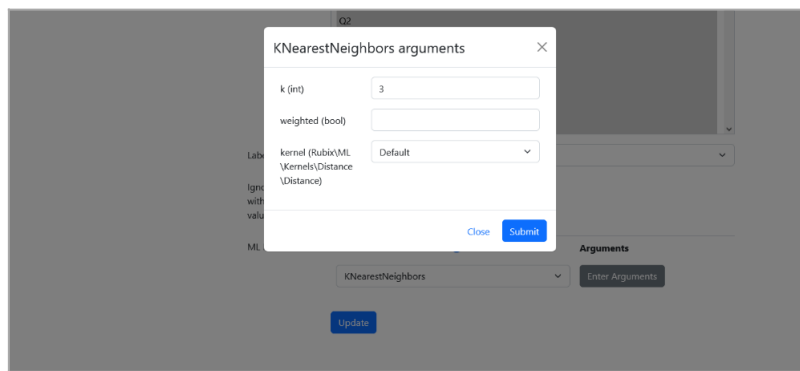 Q2
KNearestNeighbors arguments
k (int)
3
weighted (bool)
kernel (Rubix\ML
\Kernels\Distance
\Distance)
Default
Close
Submit
Arguments
KNearestNeighbors
Enter Arguments
Update